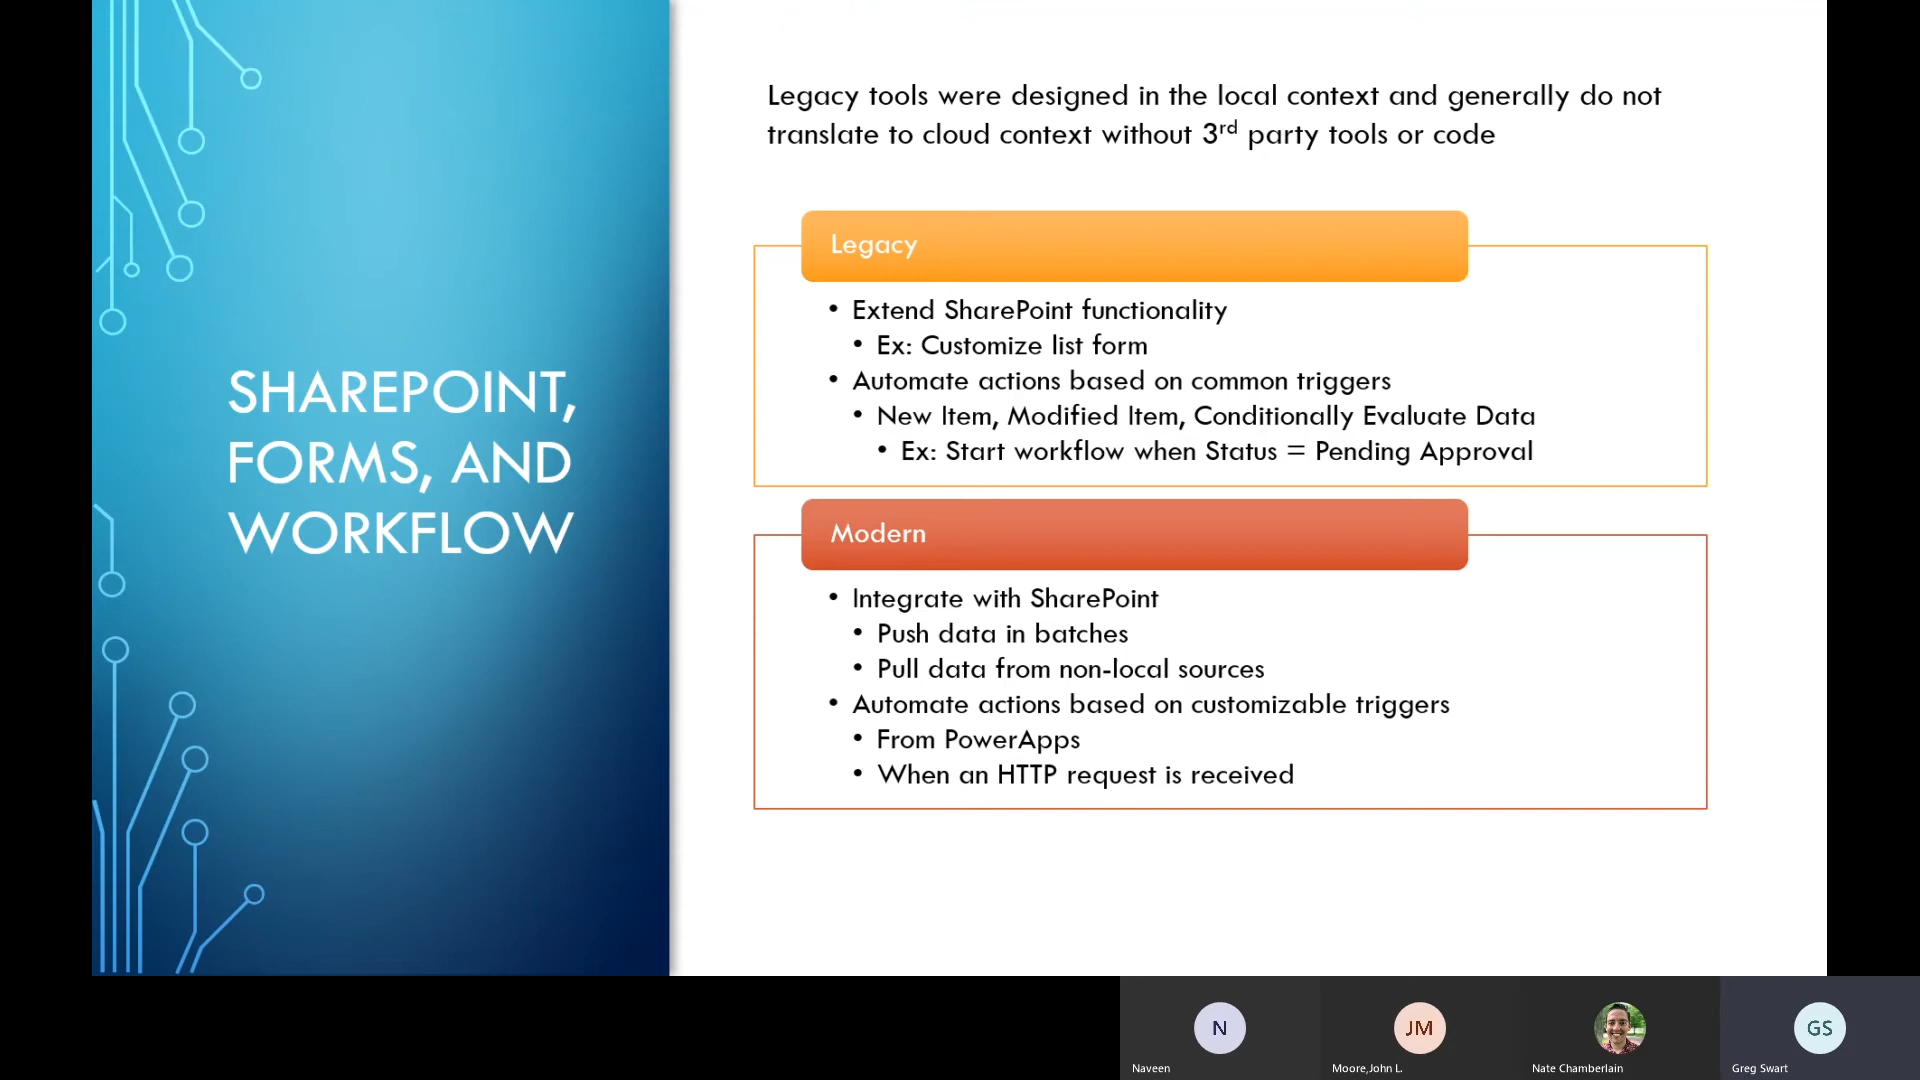 SHAREPOINT,
FORMS, AND
WORKFLOW
Legacy tools were designed in the local context and generally do not
translate to cloud context without 3rd party tools or code
Legacy
• Extend SharePoint functionality
• Ex: Customize list form
• Automate actions based on common triggers
• New Item, Modified Item, Conditionally Evaluate Data
• Ex: Start workflow when Status = Pending Approval
Modern
• Integrate with SharePoint
• Push data in batches
• Pull data from non-local sources
• Automate actions based on customizable triggers
• From PowerApps
• When an HTTP request is received
N
JM
GS
Naveen
Moore,John L.
Nate Chamberlain
Greg Swart